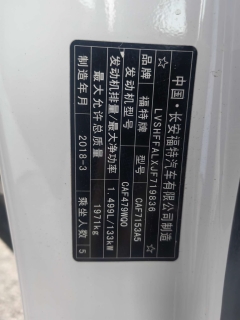 中国·长安福特汽车有限公司制造
LVSHFFALXJF719836
品牌 福特牌 型号 CAF7153A5
发动机型号 CAF479WQ0
发动机排量/最大净功率 1.499L/133kW
最大允许总质量 1971kg
制造年月 2018-3 乘坐人数 5